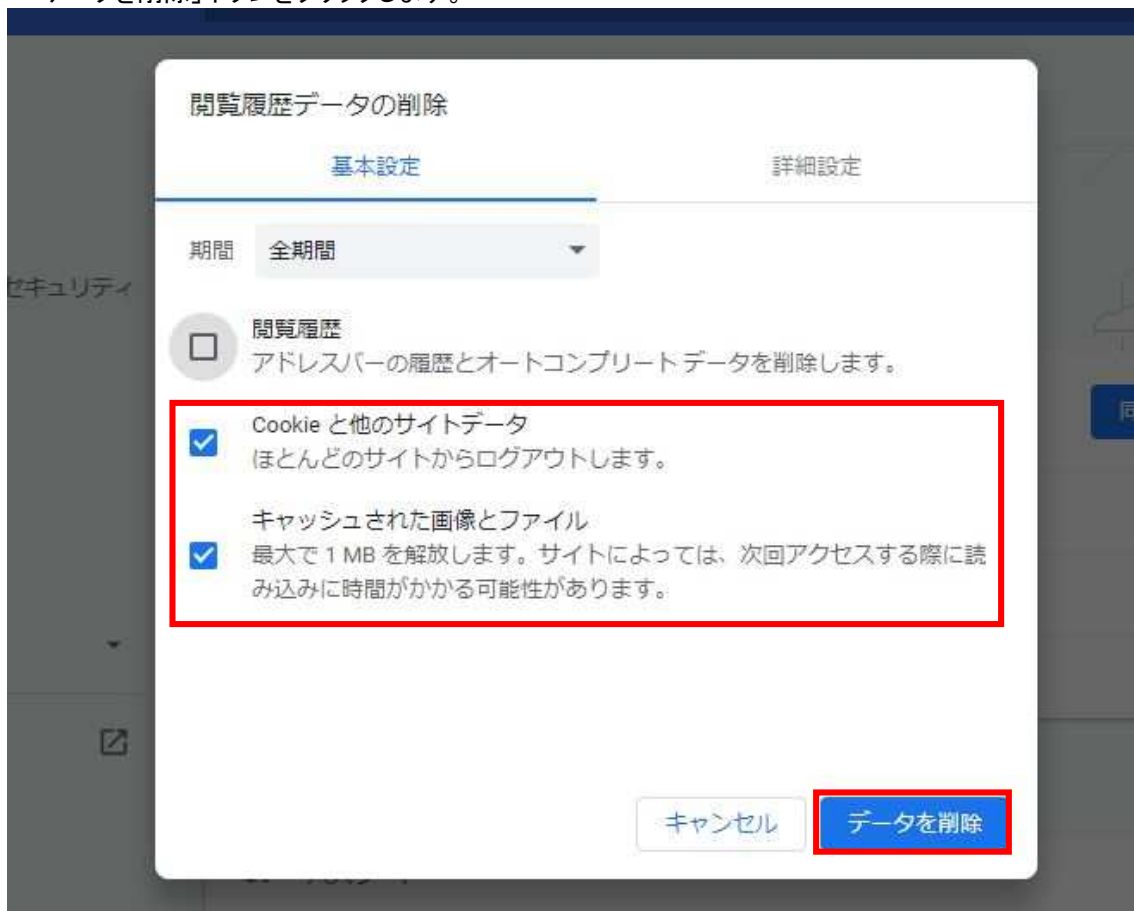 閲覧履歴データの削除
基本設定
詳細設定
期間
全期間
セキュリティ
閲覧履歴
アドレスバーの履歴とオートコンプリート データを削除します。
Cookie と他のサイトデータ
ほとんどのサイトからログアウトします。
キャッシュされた画像とファイル
最大で 1 MB を解放します。サイトによっては、次回アクセスする際に読
み込みに時間がかかる可能性があります。
キャンセル
データを削除